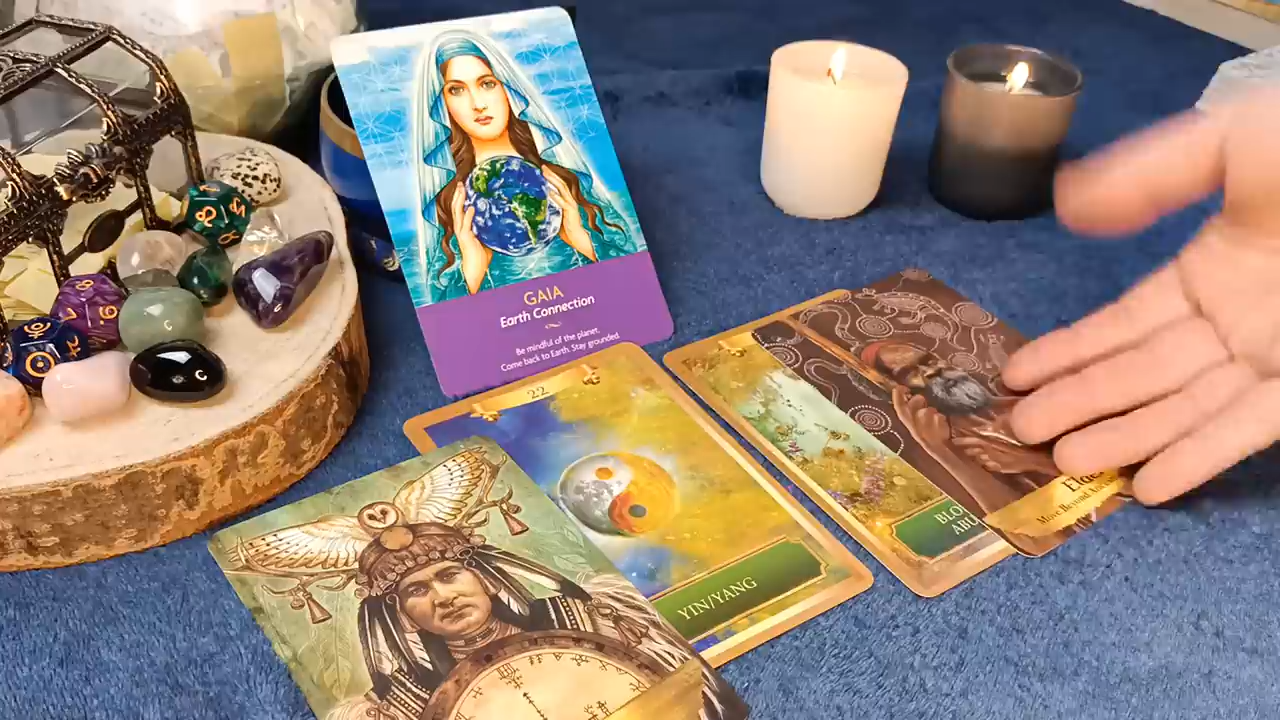 GAIA
Earth Connection
Be mindful of the planet.
Come back to Earth. Stay grounded.
22
YIN/YANG
C
C